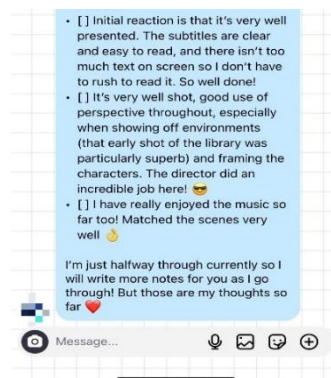 • [ ] Initial reaction is that it's very well
presented. The subtitles are clear
and easy to read, and there isn't too
much text on screen so I don't have
to rush to read it. So well done!
• [ ] It's very well shot, good use of
perspective throughout, especially
when showing off environments
(that early shot of the library was
particularly superb) and framing the
characters. The director did an
incredible job here! 😎
• [ ] I have really enjoyed the music so
far too! Matched the scenes very
well 👌
I'm just halfway through currently so I
will write more notes for you as I go
through! But those are my thoughts so
far ❤️
Message...